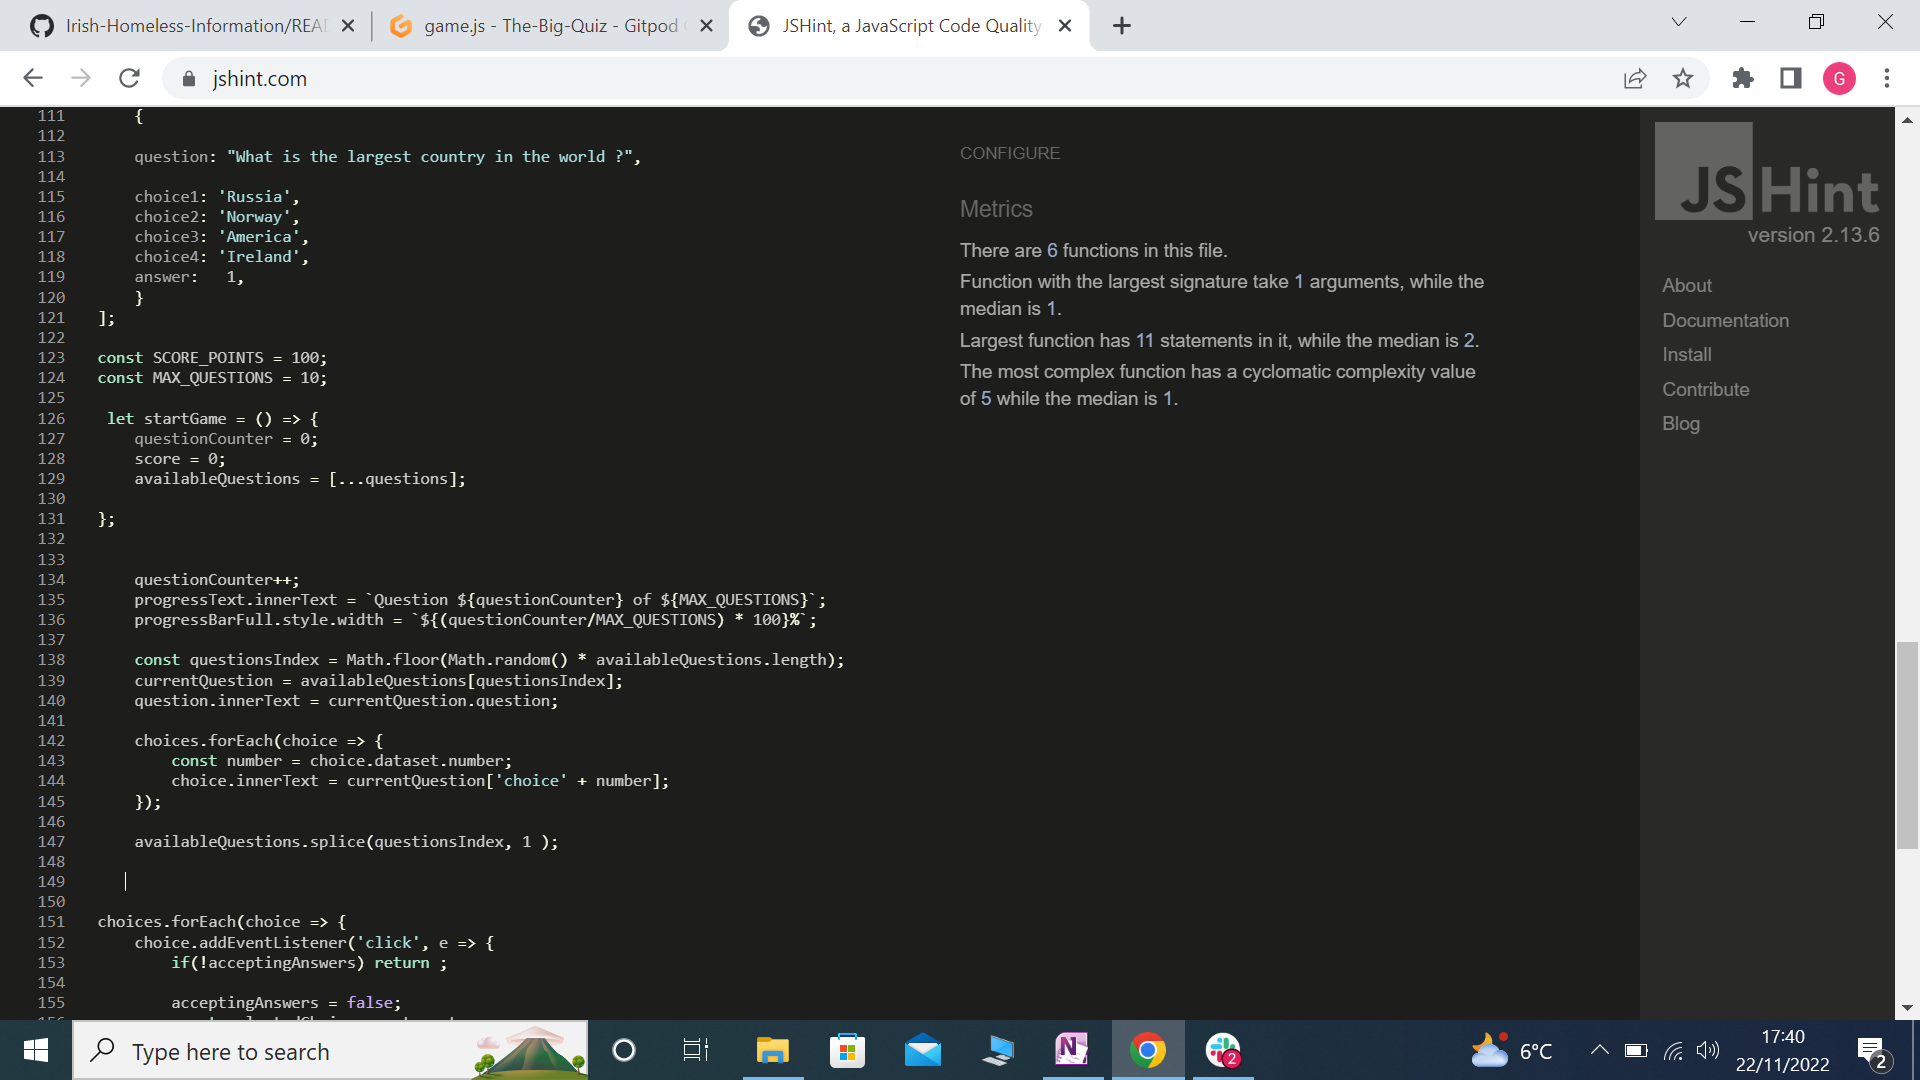 Irish-Homeless-Information/REA
game.js - The-Big-Quiz - Gitpod
JSHint, a JavaScript Code Quality
jshint.com
G
111 {
112
113 question: "What is the largest country in the world ?",
114
115 choice1: 'Russia',
116 choice2: 'Norway',
117 choice3: 'America',
118 choice4: 'Ireland',
119 answer:   1,
120 }
121 ];
122
123 const SCORE_POINTS = 100;
124 const MAX_QUESTIONS = 10;
125
126 let startGame = () => {
127 questionCounter = 0;
128 score = 0;
129 availableQuestions = [...questions];
130
131 };
132
133
134 questionCounter++;
135 progressText.innerText = `Question ${questionCounter} of ${MAX_QUESTIONS}`;
136 progressBarFull.style.width = `${(questionCounter/MAX_QUESTIONS) * 100}%`;
137
138 const questionsIndex = Math.floor(Math.random() * availableQuestions.length);
139 currentQuestion = availableQuestions[questionsIndex];
140 question.innerText = currentQuestion.question;
141
142 choices.forEach(choice => {
143 const number = choice.dataset.number;
144 choice.innerText = currentQuestion['choice' + number];
145 });
146
147 availableQuestions.splice(questionsIndex, 1 );
148
149
150
151 choices.forEach(choice => {
152 choice.addEventListener('click', e => {
153 if(!acceptingAnswers) return ;
154
155 acceptingAnswers = false;
CONFIGURE
Metrics
There are 6 functions in this file.
Function with the largest signature take 1 arguments, while the
median is 1.
Largest function has 11 statements in it, while the median is 2.
The most complex function has a cyclomatic complexity value
of 5 while the median is 1.
JSHint
version 2.13.6
About
Documentation
Install
Contribute
Blog
Type here to search
N
2
6°C
17:40
22/11/2022
2